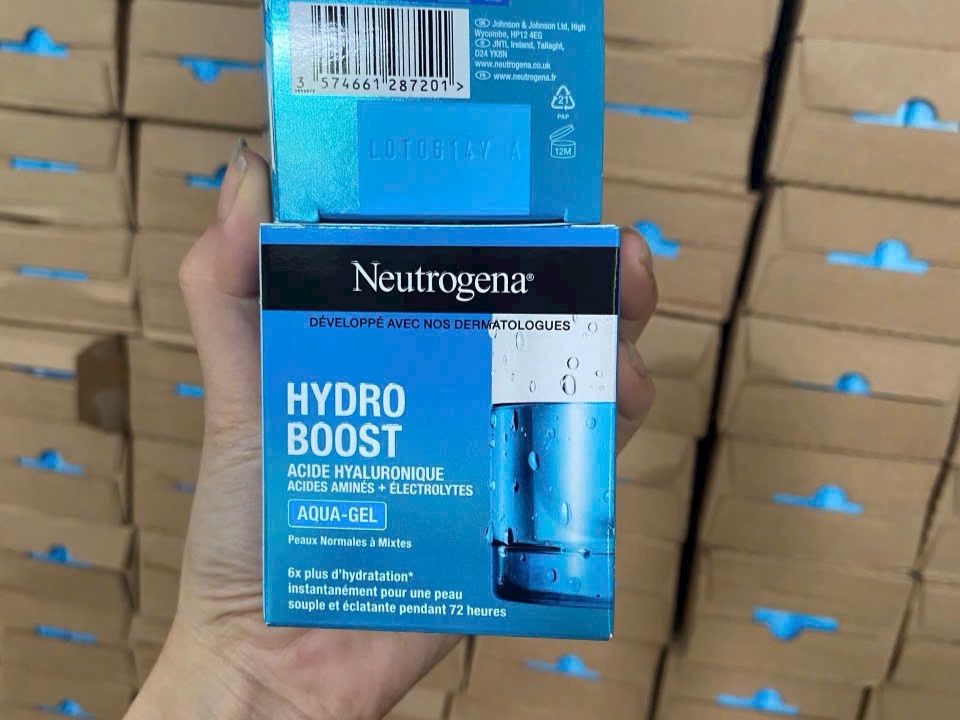 Johnson & Johnson Ltd, High
Wycombe, HP12 4EG
JNTL Ireland, Tallaght,
D24 YK8N
www.neutrogena.co.uk
www.neutrogena.fr
3 574661 287201 >
21
PAP
12M
Neutrogena®
DÉVELOPPÉ AVEC NOS DERMATOLOGUES
HYDRO
BOOST
ACIDE HYALURONIQUE
ACIDES AMINÉS + ÉLECTROLYTES
AQUA-GEL
Peaux Normales à Mixtes
6x plus d'hydratation*
instantanément pour une peau
souple et éclatante pendant 72 heures